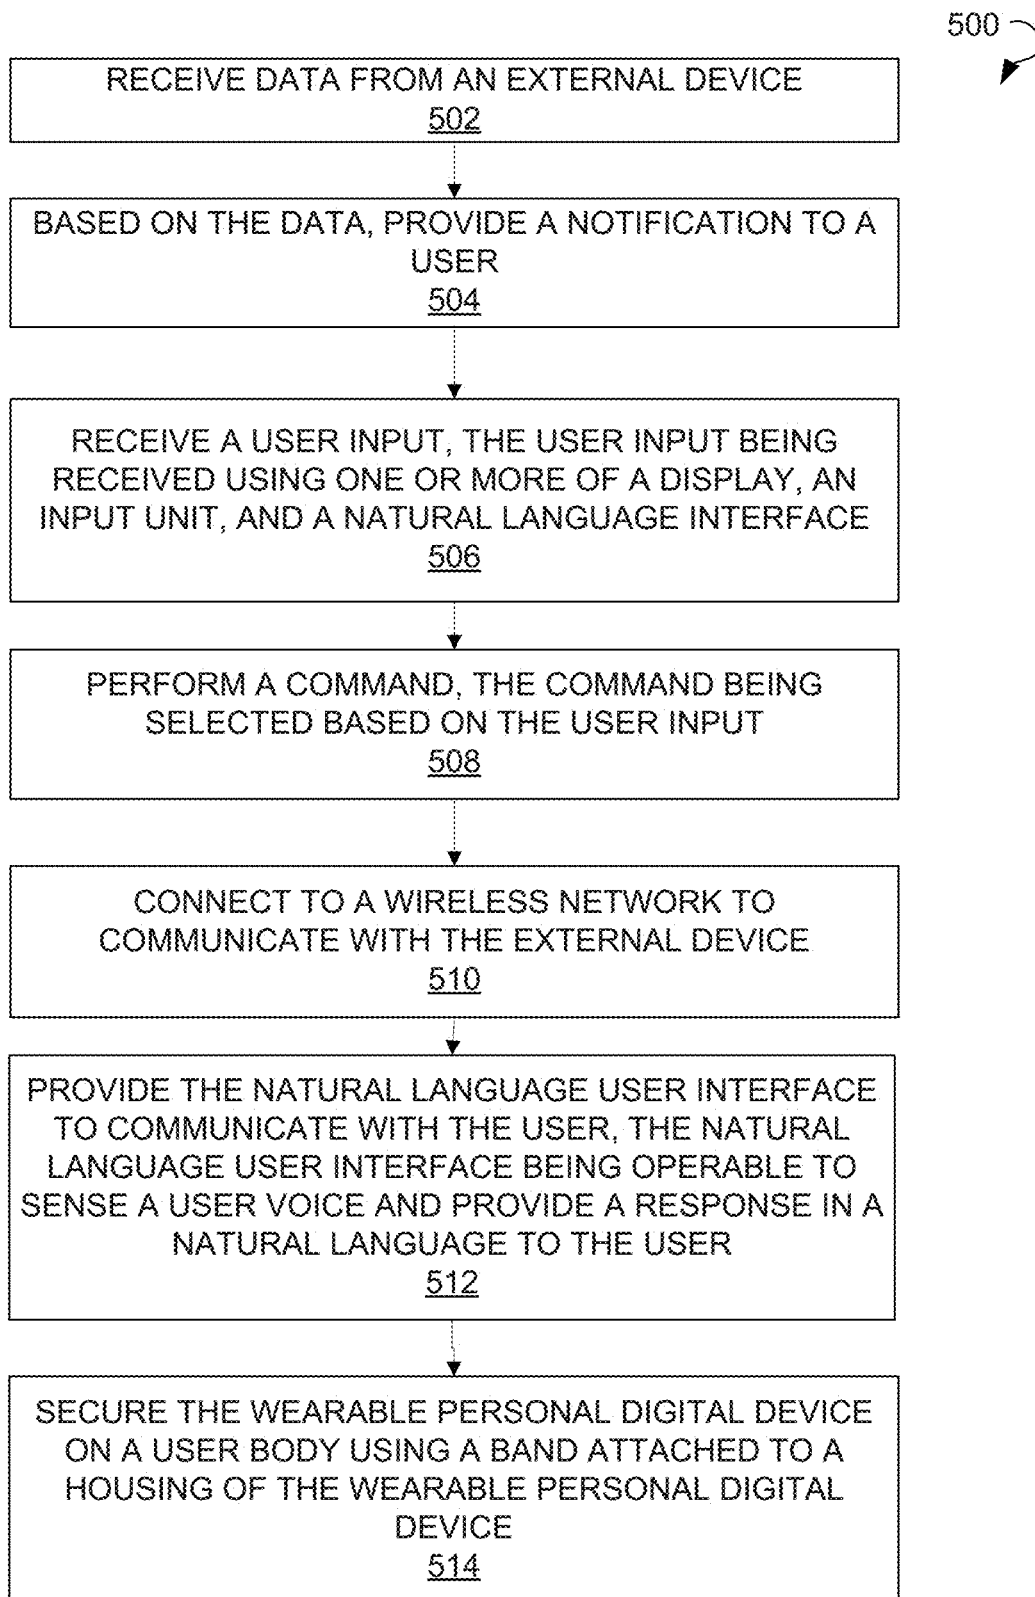 500
RECEIVE DATA FROM AN EXTERNAL DEVICE
502
BASED ON THE DATA, PROVIDE A NOTIFICATION TO A
USER
504
RECEIVE A USER INPUT, THE USER INPUT BEING
RECEIVED USING ONE OR MORE OF A DISPLAY, AN
INPUT UNIT, AND A NATURAL LANGUAGE INTERFACE
506
PERFORM A COMMAND, THE COMMAND BEING
SELECTED BASED ON THE USER INPUT
508
CONNECT TO A WIRELESS NETWORK TO
COMMUNICATE WITH THE EXTERNAL DEVICE
510
PROVIDE THE NATURAL LANGUAGE USER INTERFACE
TO COMMUNICATE WITH THE USER, THE NATURAL
LANGUAGE USER INTERFACE BEING OPERABLE TO
SENSE A USER VOICE AND PROVIDE A RESPONSE IN A
NATURAL LANGUAGE TO THE USER
512
SECURE THE WEARABLE PERSONAL DIGITAL DEVICE
ON A USER BODY USING A BAND ATTACHED TO A
HOUSING OF THE WEARABLE PERSONAL DIGITAL
DEVICE
514